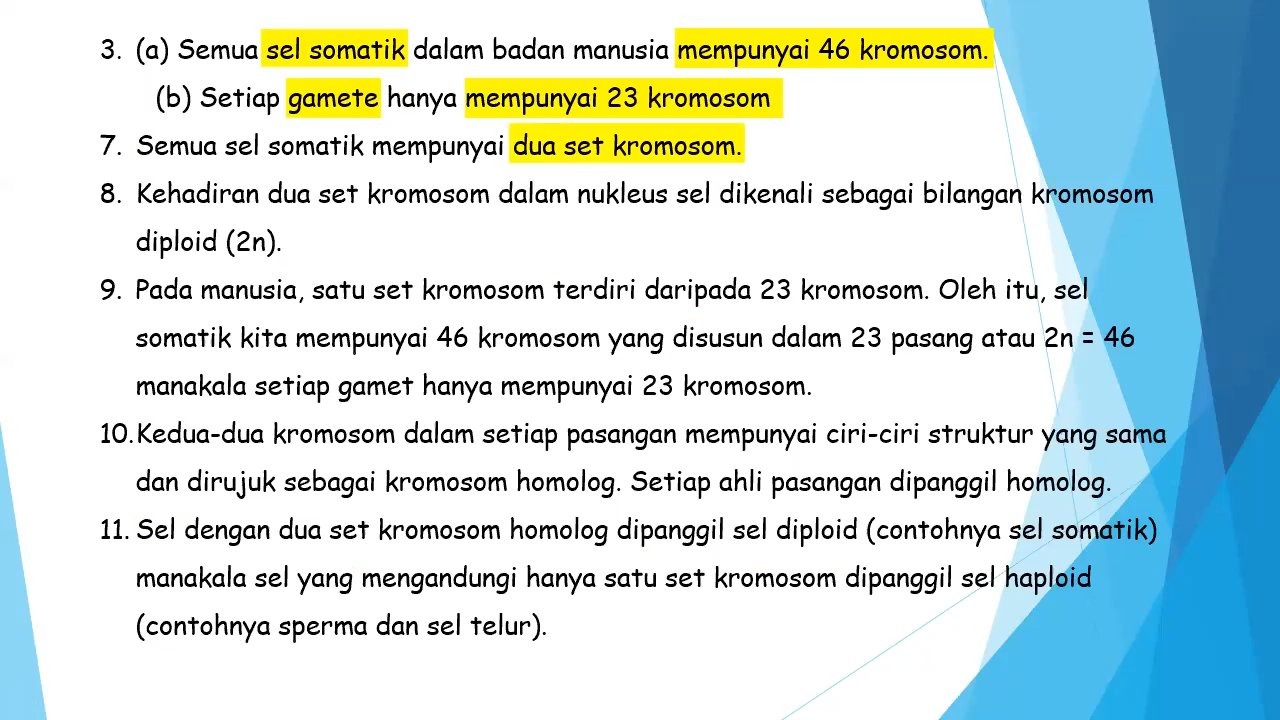 3. (a) Semua sel somatik dalam badan manusia mempunyai 46 kromosom.
(b) Setiap gamete hanya mempunyai 23 kromosom
7. Semua sel somatik mempunyai dua set kromosom.
8. Kehadiran dua set kromosom dalam nukleus sel dikenali sebagai bilangan kromosom
diploid (2n).
9. Pada manusia, satu set kromosom terdiri daripada 23 kromosom. Oleh itu, sel
somatik kita mempunyai 46 kromosom yang disusun dalam 23 pasang atau 2n = 46
manakala setiap gamet hanya mempunyai 23 kromosom.
10. Kedua-dua kromosom dalam setiap pasangan mempunyai ciri-ciri struktur yang sama
dan dirujuk sebagai kromosom homolog. Setiap ahli pasangan dipanggil homolog.
11. Sel dengan dua set kromosom homolog dipanggil sel diploid (contohnya sel somatik)
manakala sel yang mengandungi hanya satu set kromosom dipanggil sel haploid
(contohnya sperma dan sel telur).